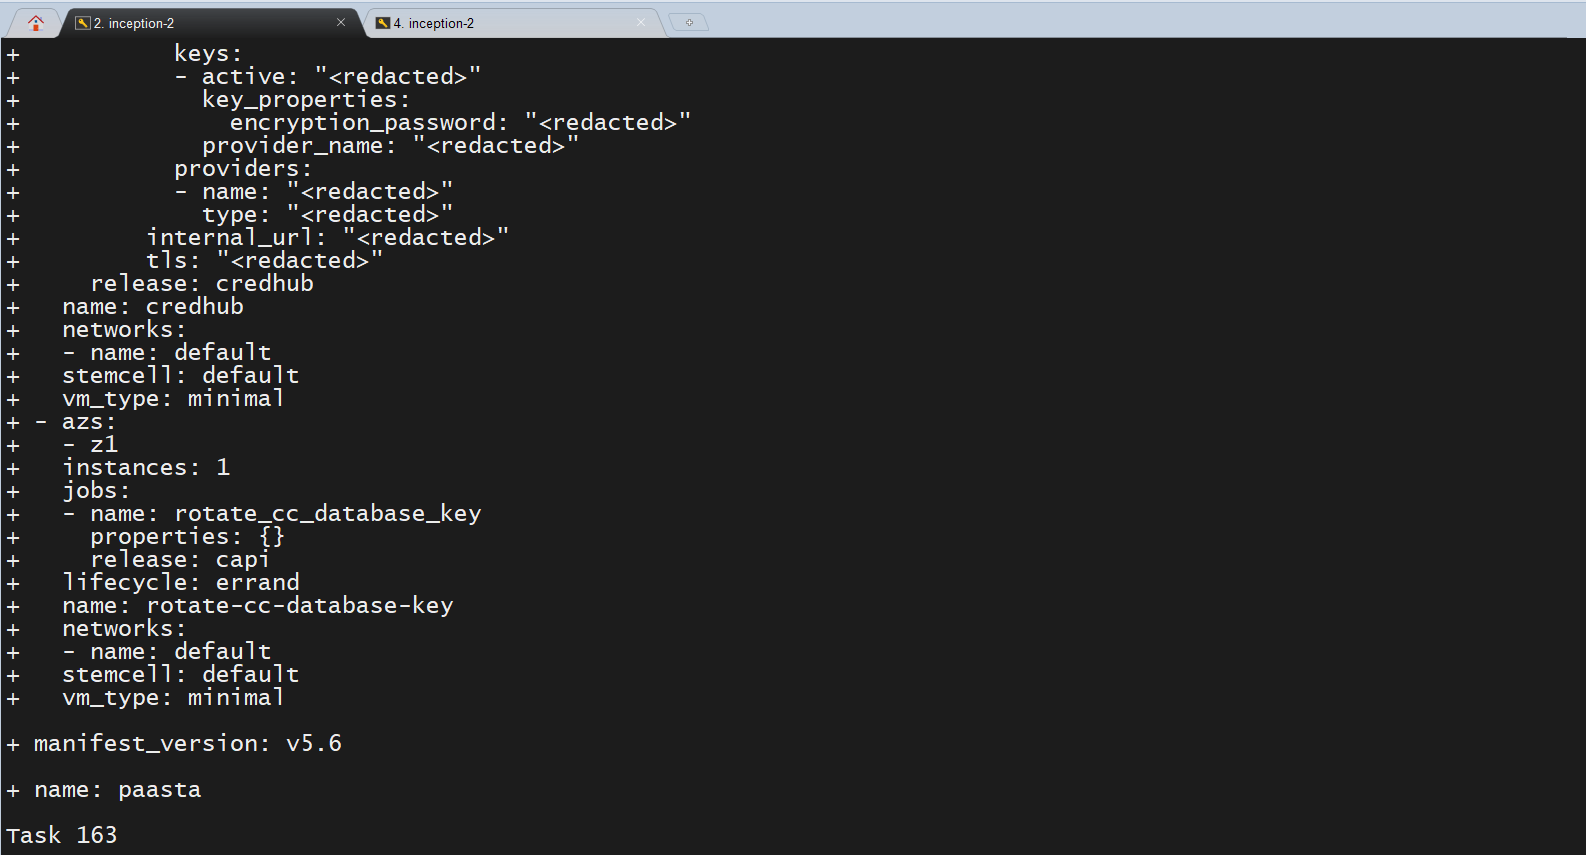 2. inception-2
4. inception-2
+           keys:
+           - active: "<redacted>"
+             key_properties:
+               encryption_password: "<redacted>"
+             provider_name: "<redacted>"
+           providers:
+           - name: "<redacted>"
+             type: "<redacted>"
+         internal_url: "<redacted>"
+         tls: "<redacted>"
+     release: credhub
+   name: credhub
+   networks:
+   - name: default
+   stemcell: default
+   vm_type: minimal
+ - azs:
+   - z1
+   instances: 1
+   jobs:
+   - name: rotate_cc_database_key
+     properties: {}
+     release: capi
+   lifecycle: errand
+   name: rotate-cc-database-key
+   networks:
+   - name: default
+   stemcell: default
+   vm_type: minimal
+ manifest_version: v5.6
+ name: paasta
Task 163